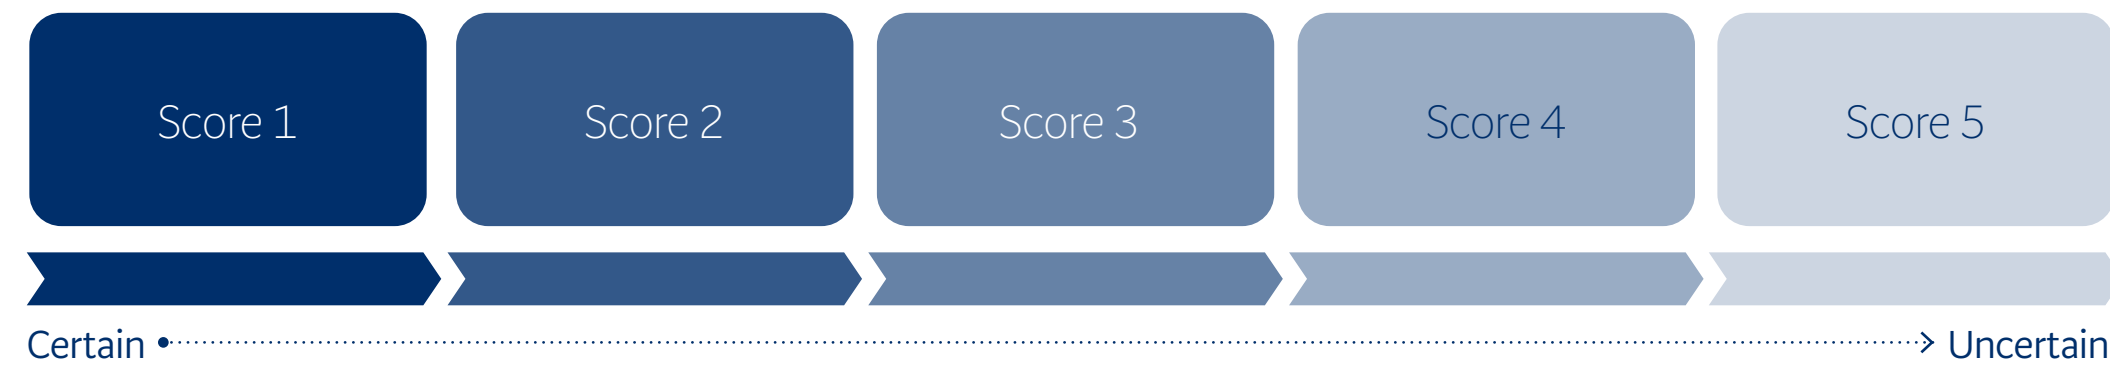 Score 1 Score 2 Score 3 Score 4 Score 5
Certain Uncertain